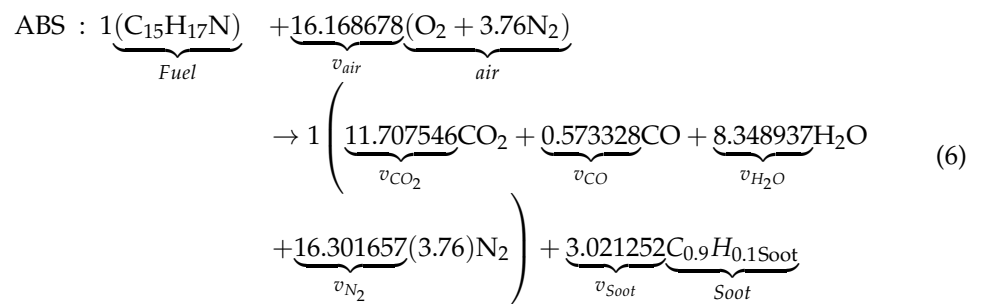 ABS : 1(C₁₅H₁₇N) +16.168678(O₂ + 3.76N₂)
Fuel v_air air
→ 1(11.707546CO₂ + 0.573328CO + 8.348937H₂O
v_CO₂ v_CO v_H₂O
(6)
+16.301657(3.76)N₂) + 3.021252C₀.₉H₀.₁Soot
v_N₂ v_Soot Soot